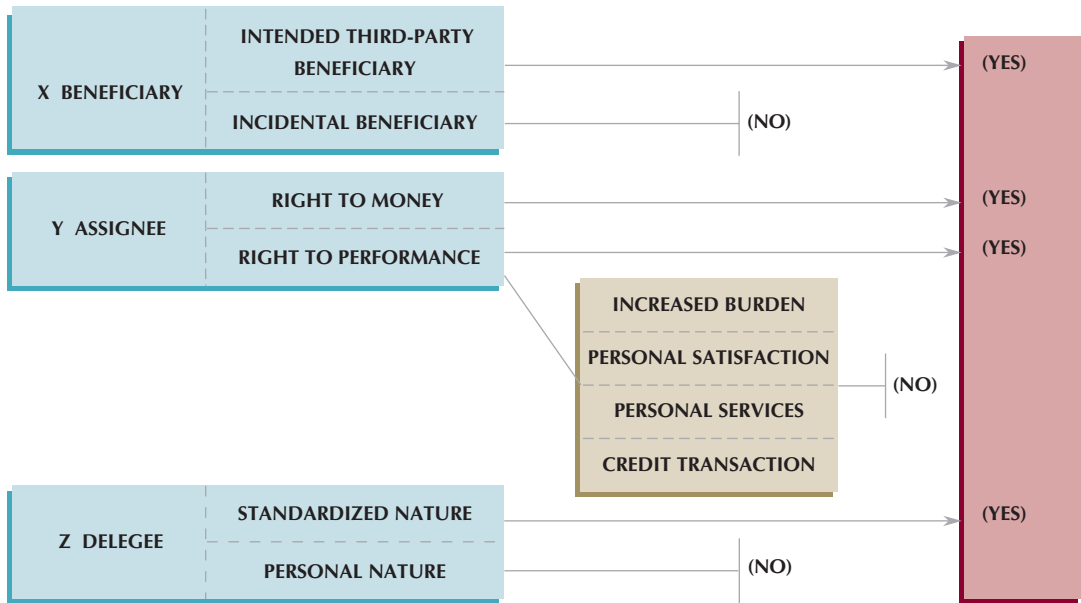 X BENEFICIARY
INTENDED THIRD-PARTY
BENEFICIARY
(YES)
INCIDENTAL BENEFICIARY
(NO)
Y ASSIGNEE
RIGHT TO MONEY
(YES)
RIGHT TO PERFORMANCE
(YES)
INCREASED BURDEN
PERSONAL SATISFACTION
PERSONAL SERVICES
CREDIT TRANSACTION
(NO)
Z DELEGEE
STANDARDIZED NATURE
(YES)
PERSONAL NATURE
(NO)